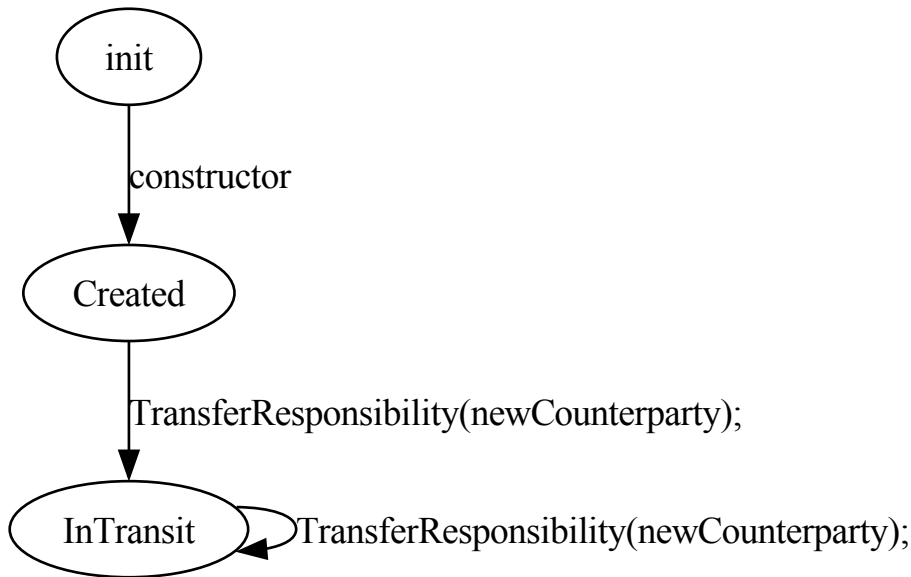 init
constructor
Created
TransferResponsibility(newCounterparty);
InTransit
TransferResponsibility(newCounterparty);